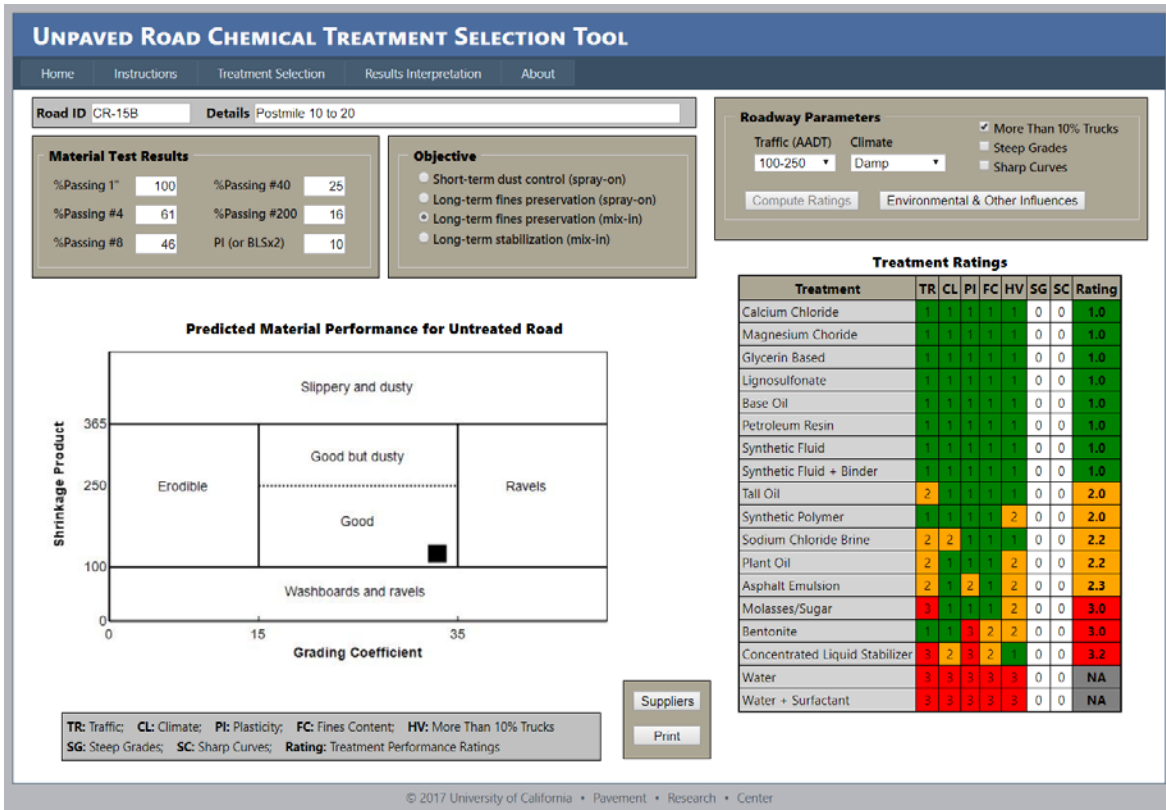 UNPAVED ROAD CHEMICAL TREATMENT SELECTION TOOL
Home Instructions Treatment Selection Results Interpretation About
Road ID CR-15B Details Postmile 10 to 20
Material Test Results
%Passing 1" 100 %Passing #40 25
%Passing #4 61 %Passing #200 16
%Passing #8 46 PI (or BLSx2) 10
Objective
Short-term dust control (spray-on)
Long-term fines preservation (spray-on)
Long-term fines preservation (mix-in)
Long-term stabilization (mix-in)
Roadway Parameters
Traffic (AADT) Climate
100-250 Damp
More Than 10% Trucks
Steep Grades
Sharp Curves
Compute Ratings Environmental & Other Influences
Predicted Material Performance for Untreated Road
Slippery and dusty
365
Good but dusty
250 Erodible Ravels
Good
100
Washboards and ravels
0
0 15 35
Shrinkage Product
Grading Coefficient
Treatment Ratings
Treatment TR CL PI FC HV SG SC Rating
Calcium Chloride 1 1 1 1 1 0 0 1.0
Magnesium Choride 1 1 1 1 1 0 0 1.0
Glycerin Based 1 1 1 1 1 0 0 1.0
Lignosulfonate 1 1 1 1 1 0 0 1.0
Base Oil 1 1 1 1 1 0 0 1.0
Petroleum Resin 1 1 1 1 1 0 0 1.0
Synthetic Fluid 1 1 1 1 1 0 0 1.0
Synthetic Fluid + Binder 1 1 1 1 1 0 0 1.0
Tall Oil 2 1 1 1 1 0 0 2.0
Synthetic Polymer 1 1 1 1 2 0 0 2.0
Sodium Chloride Brine 2 2 1 1 1 0 0 2.2
Plant Oil 2 1 1 1 2 0 0 2.2
Asphalt Emulsion 2 1 2 1 2 0 0 2.3
Molasses/Sugar 3 1 1 1 2 0 0 3.0
Bentonite 1 1 3 2 2 0 0 3.0
Concentrated Liquid Stabilizer 3 2 3 2 1 0 0 3.2
Water 3 3 3 3 3 0 0 NA
Water + Surfactant 3 3 3 3 3 0 0 NA
Suppliers
Print
TR: Traffic; CL: Climate; PI: Plasticity; FC: Fines Content; HV: More Than 10% Trucks
SG: Steep Grades; SC: Sharp Curves; Rating: Treatment Performance Ratings
© 2017 University of California • Pavement • Research • Center